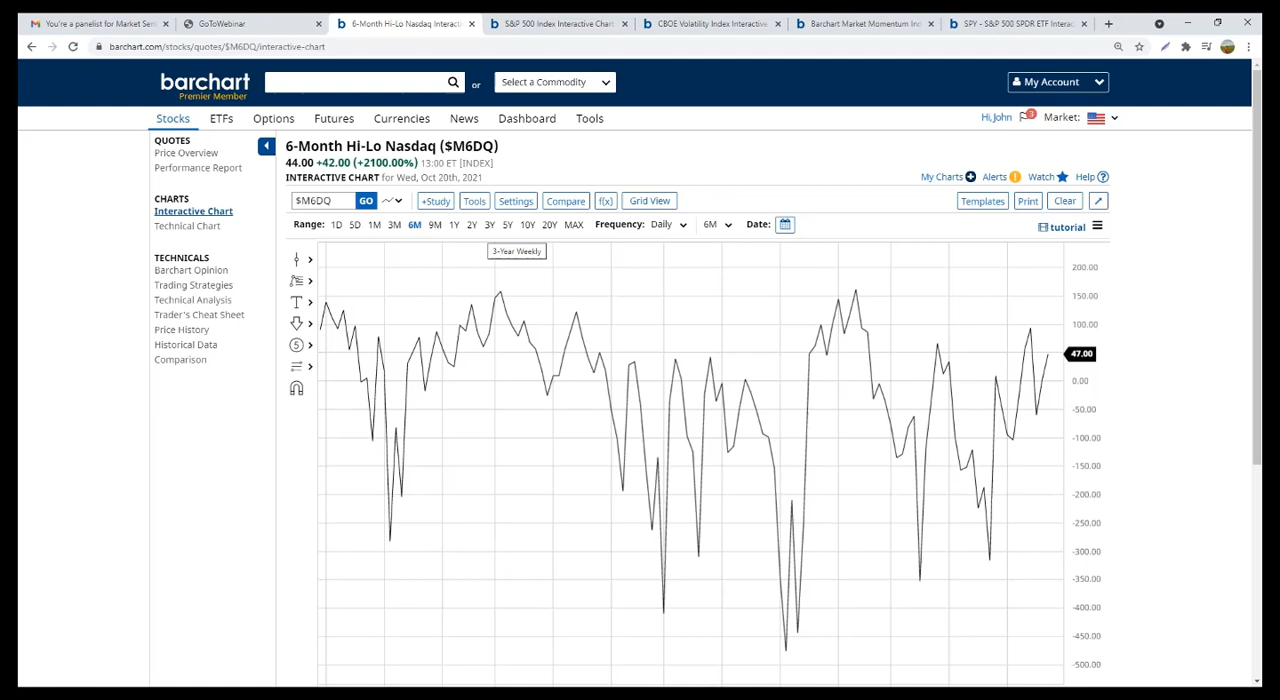 You're a panelist for Market Sen
GoToWebinar
6-Month Hi-Lo Nasdaq Interacti
S&P 500 Index Interactive Chart
CBOE Volatility Index Interactive
Barchart Market Momentum Ind
SPY - S&P 500 SPDR ETF Interac
barchart.com/stocks/quotes/$M6DQ/interactive-chart
barchart
Premier Member
or
Select a Commodity
My Account
Stocks ETFs Options Futures Currencies News Dashboard Tools
Hi, John 3 Market:
QUOTES
Price Overview
Performance Report
CHARTS
Interactive Chart
Technical Chart
TECHNICALS
Barchart Opinion
Trading Strategies
Technical Analysis
Trader's Cheat Sheet
Price History
Historical Data
Comparison
6-Month Hi-Lo Nasdaq ($M6DQ)
44.00 +42.00 (+2100.00%) 13:00 ET [INDEX]
INTERACTIVE CHART for Wed, Oct 20th, 2021
My Charts Alerts Watch Help
$M6DQ GO +Study Tools Settings Compare f(x) Grid View
Templates Print Clear
Range: 1D 5D 1M 3M 6M 9M 1Y 2Y 3Y 5Y 10Y 20Y MAX Frequency: Daily 6M Date:
tutorial
3-Year Weekly
T
5
200.00
150.00
100.00
47.00
0.00
-50.00
-100.00
-150.00
-200.00
-250.00
-300.00
-350.00
-400.00
-450.00
-500.00